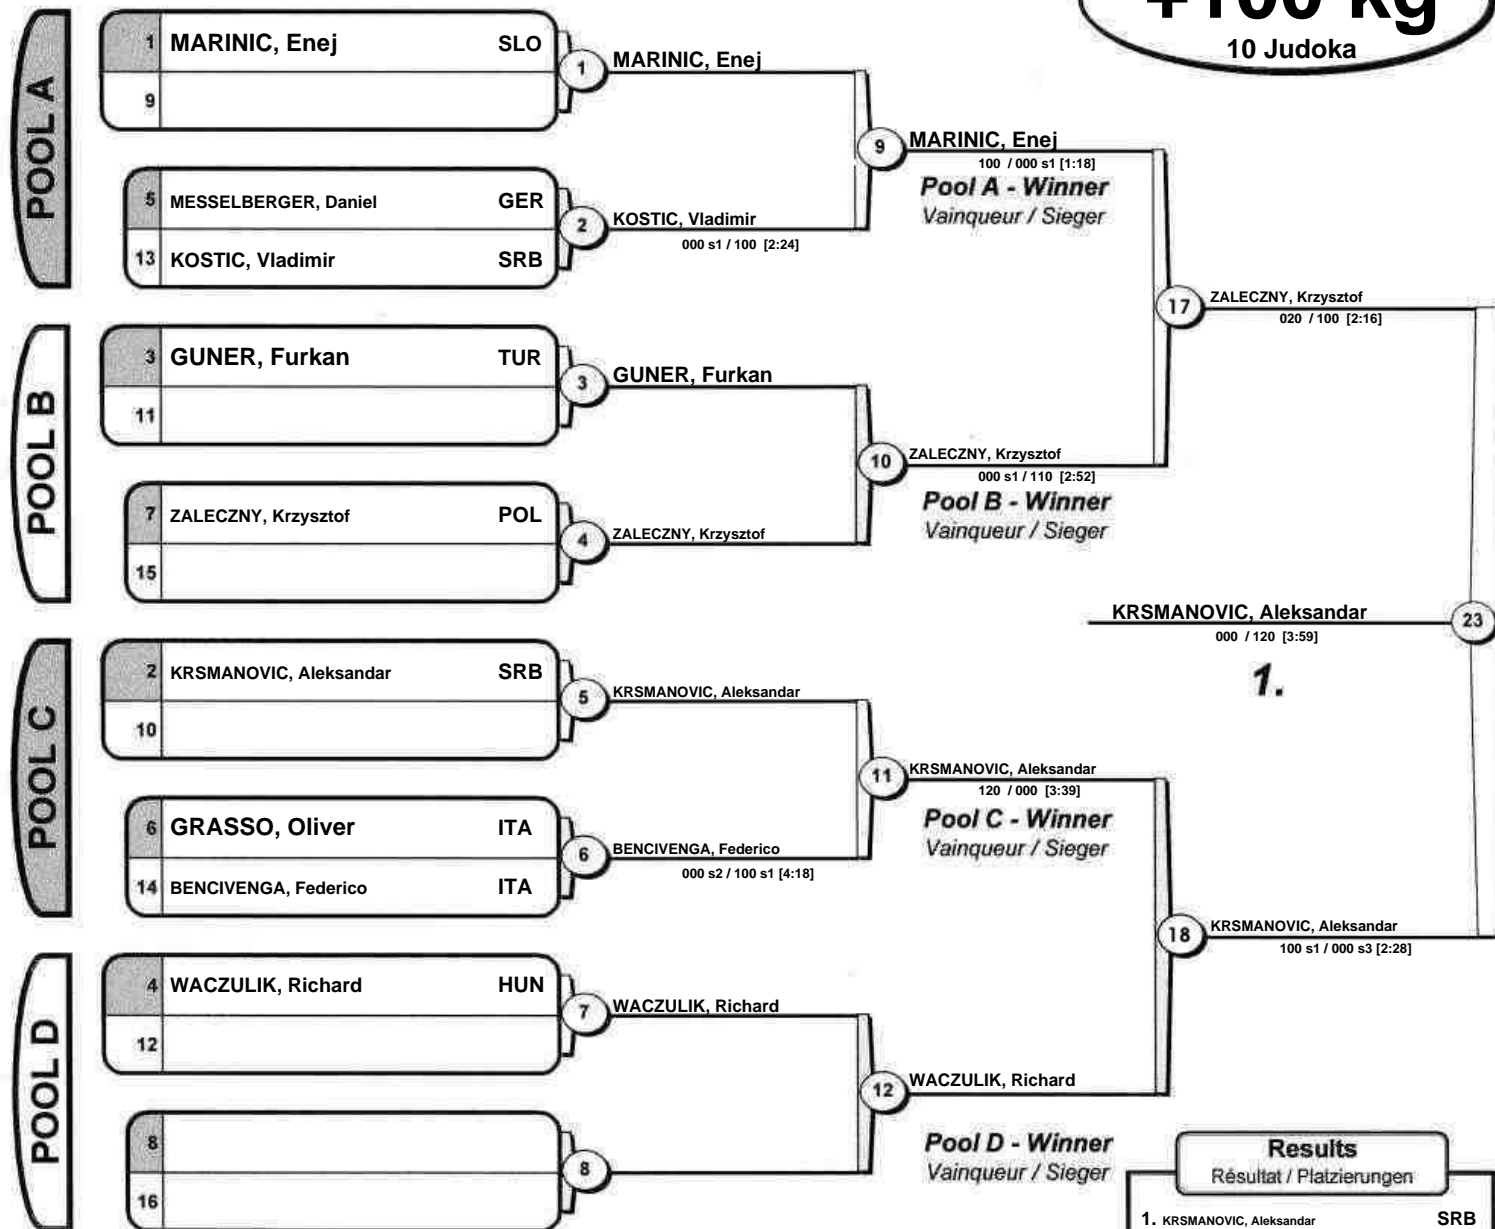 +100 kg
10 Judoka
POOL A
1 MARINIC, Enej SLO
9
1 MARINIC, Enej
5 MESSELBERGER, Daniel GER
13 KOSTIC, Vladimir SRB
2 KOSTIC, Vladimir
000 s1 / 100 [2:24]
9 MARINIC, Enej
100 / 000 s1 [1:18]
Pool A - Winner
Vainqueur / Sieger
POOL B
3 GUNER, Furkan TUR
11
3 GUNER, Furkan
7 ZALECZNY, Krzysztof POL
15
4 ZALECZNY, Krzysztof
10 ZALECZNY, Krzysztof
000 s1 / 110 [2:52]
Pool B - Winner
Vainqueur / Sieger
17 ZALECZNY, Krzysztof
020 / 100 [2:16]
KRSMANOVIC, Aleksandar 23
000 / 120 [3:59]
1.
POOL C
2 KRSMANOVIC, Aleksandar SRB
10
5 KRSMANOVIC, Aleksandar
6 GRASSO, Oliver ITA
14 BENCIVENGA, Federico ITA
6 BENCIVENGA, Federico
000 s2 / 100 s1 [4:18]
11 KRSMANOVIC, Aleksandar
120 / 000 [3:39]
Pool C - Winner
Vainqueur / Sieger
18 KRSMANOVIC, Aleksandar
100 s1 / 000 s3 [2:28]
POOL D
4 WACZULIK, Richard HUN
12
7 WACZULIK, Richard
8
16
8
12 WACZULIK, Richard
Pool D - Winner
Vainqueur / Sieger
Results
Résultat / Platzierungen
1. KRSMANOVIC, Aleksandar SRB